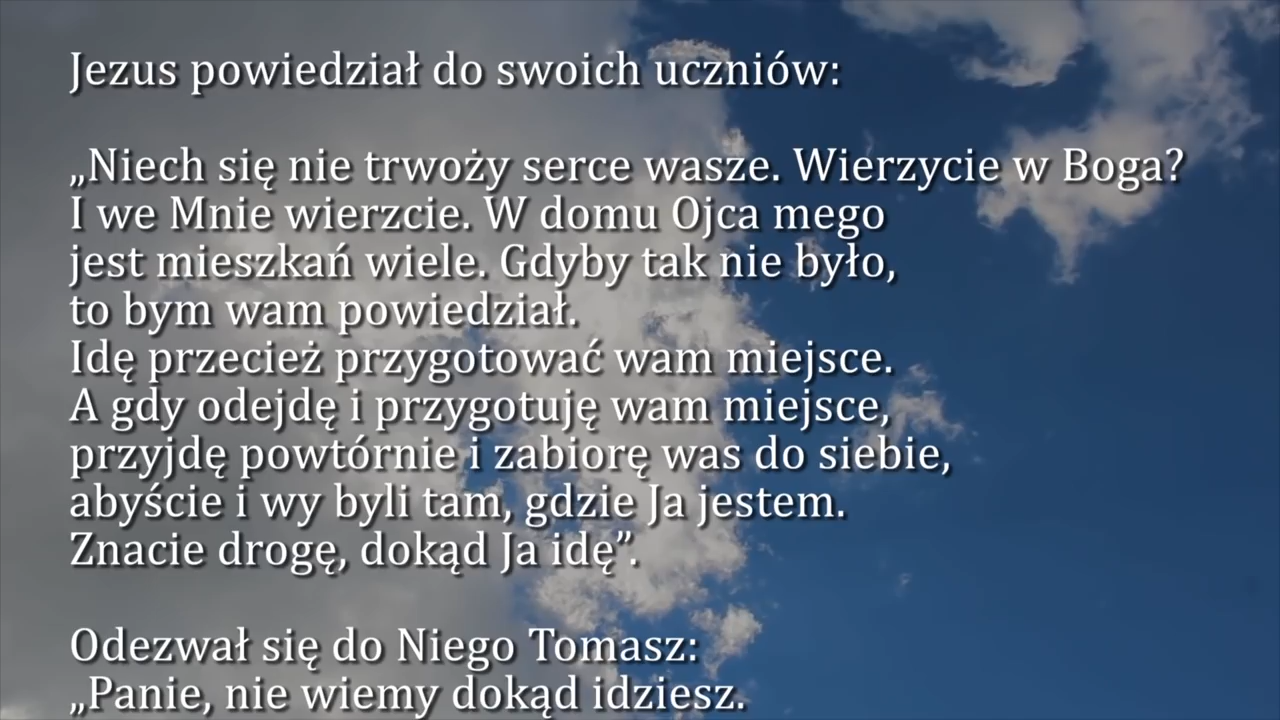 Jezus powiedział do swoich uczniów:
„Niech się nie trwoży serce wasze. Wierzycie w Boga?
I we Mnie wierzcie. W domu Ojca mego
jest mieszkań wiele. Gdyby tak nie było,
to bym wam powiedział.
Idę przecież przygotować wam miejsce.
A gdy odejdę i przygotuję wam miejsce,
przyjdę powtórnie i zabiorę was do siebie,
abyście i wy byli tam, gdzie Ja jestem.
Znacie drogę, dokąd Ja idę”.
Odezwał się do Niego Tomasz:
„Panie, nie wiemy dokąd idziesz.